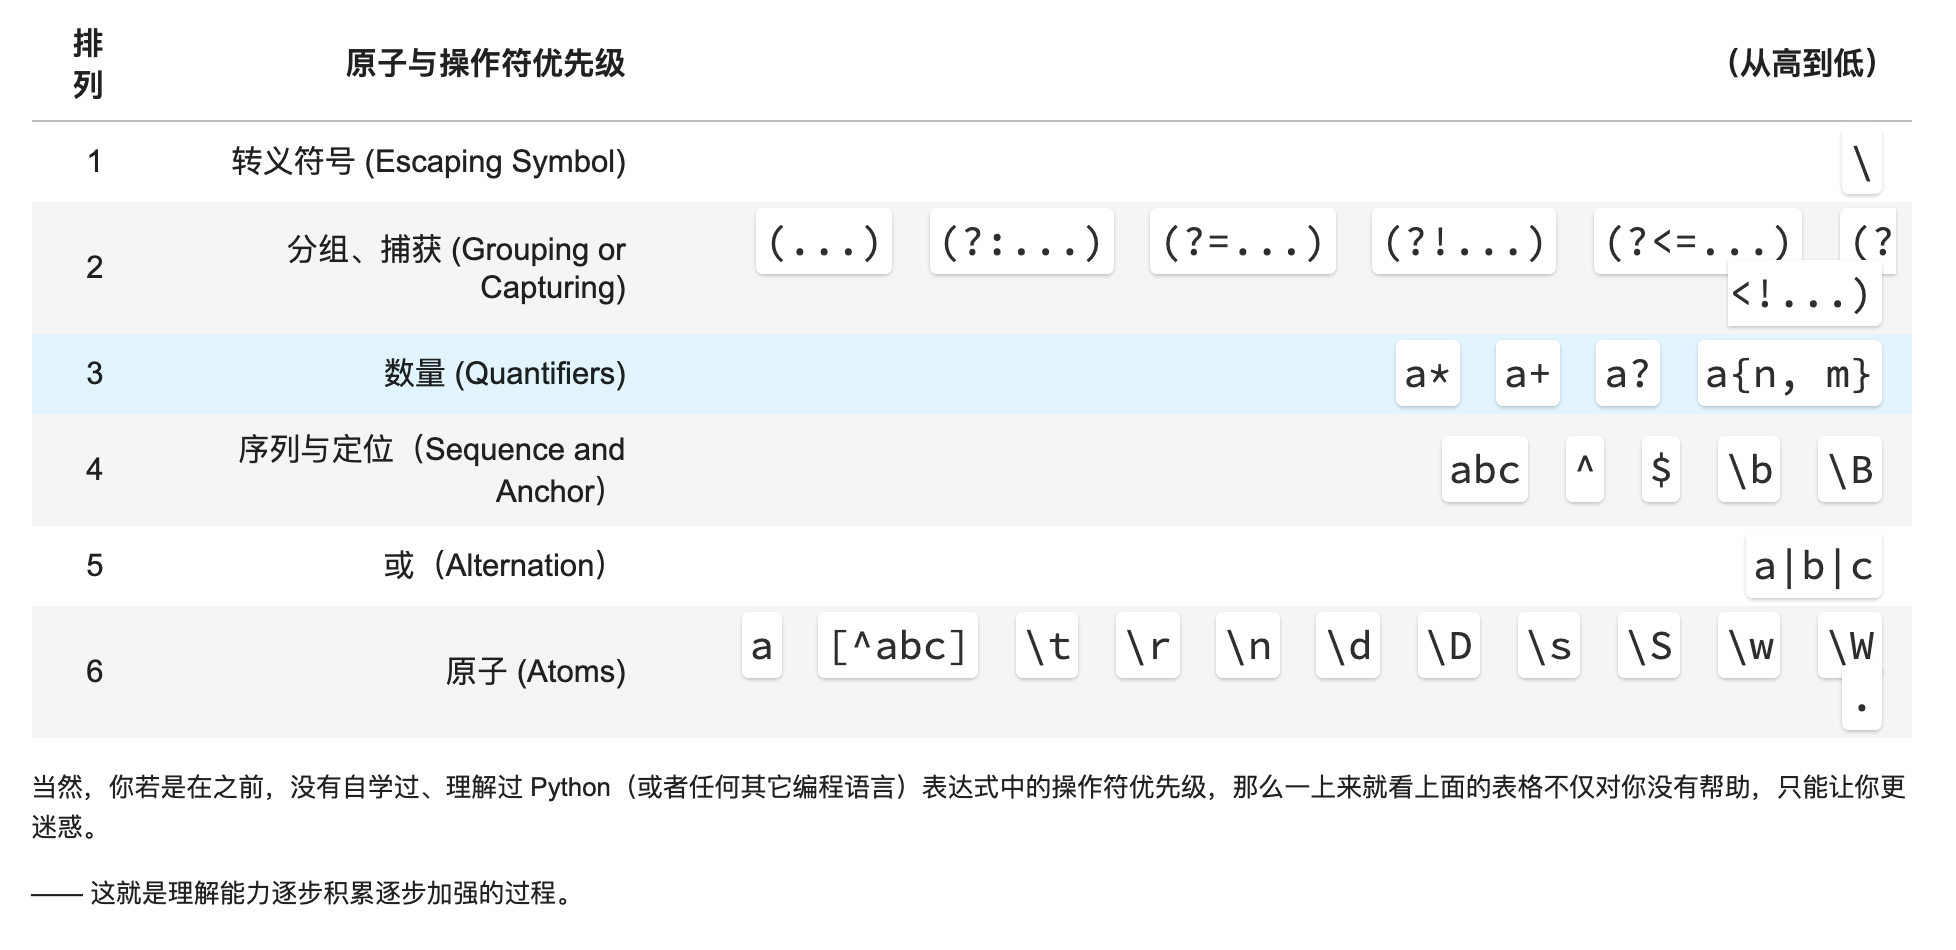 排列 原子与操作符优先级 （从高到低）
1 转义符号 (Escaping Symbol) \
2 分组、捕获 (Grouping or Capturing) (...) (?:...) (?=...) (?!...) (?<=...) (?<!...)
3 数量 (Quantifiers) a* a+ a? a{n, m}
4 序列与定位（Sequence and Anchor） abc ^ $ \b \B
5 或（Alternation） a|b|c
6 原子 (Atoms) a [^abc] \t \r \n \d \D \s \S \w \W .
当然，你若是在之前，没有自学过、理解过 Python（或者任何其它编程语言）表达式中的操作符优先级，那么一上来就看上面的表格不仅对你没有帮助，只能让你更
迷惑。
—— 这就是理解能力逐步积累逐步加强的过程。